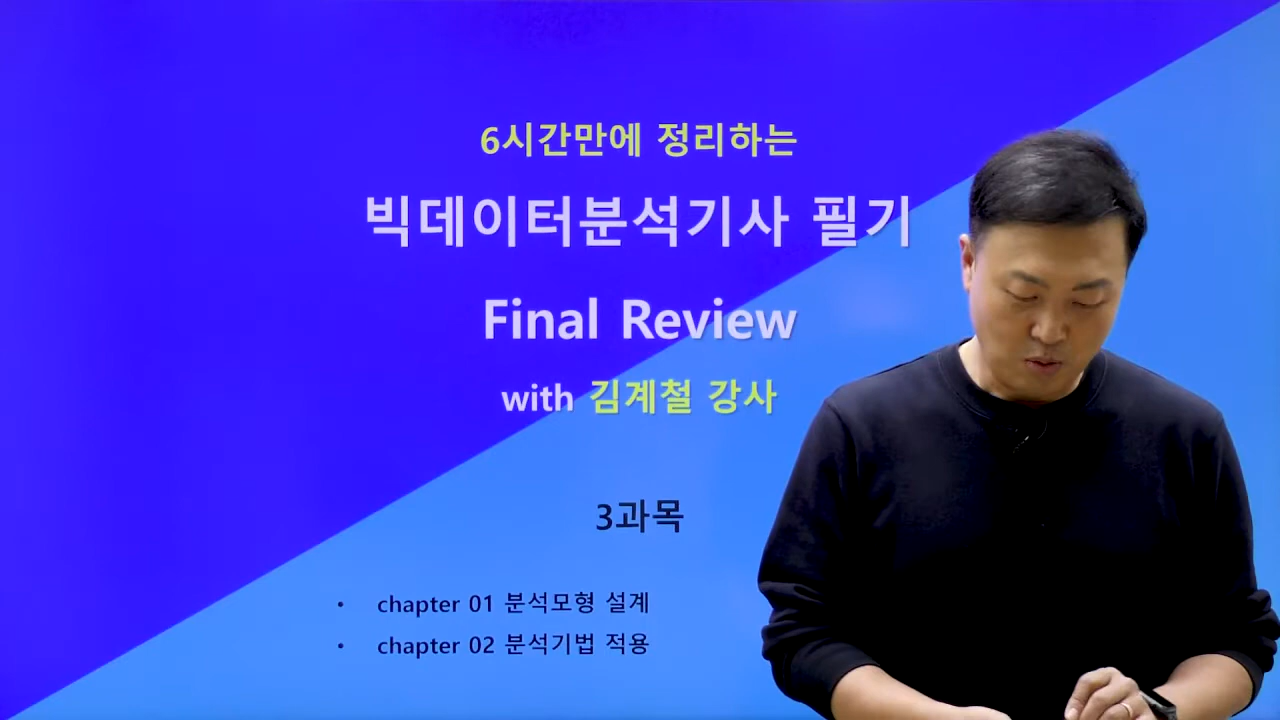 6시간만에 정리하는
빅데이터분석기사 필기
Final Review
with 김계철 강사
3과목
• chapter 01 분석모형 설계
• chapter 02 분석기법 적용